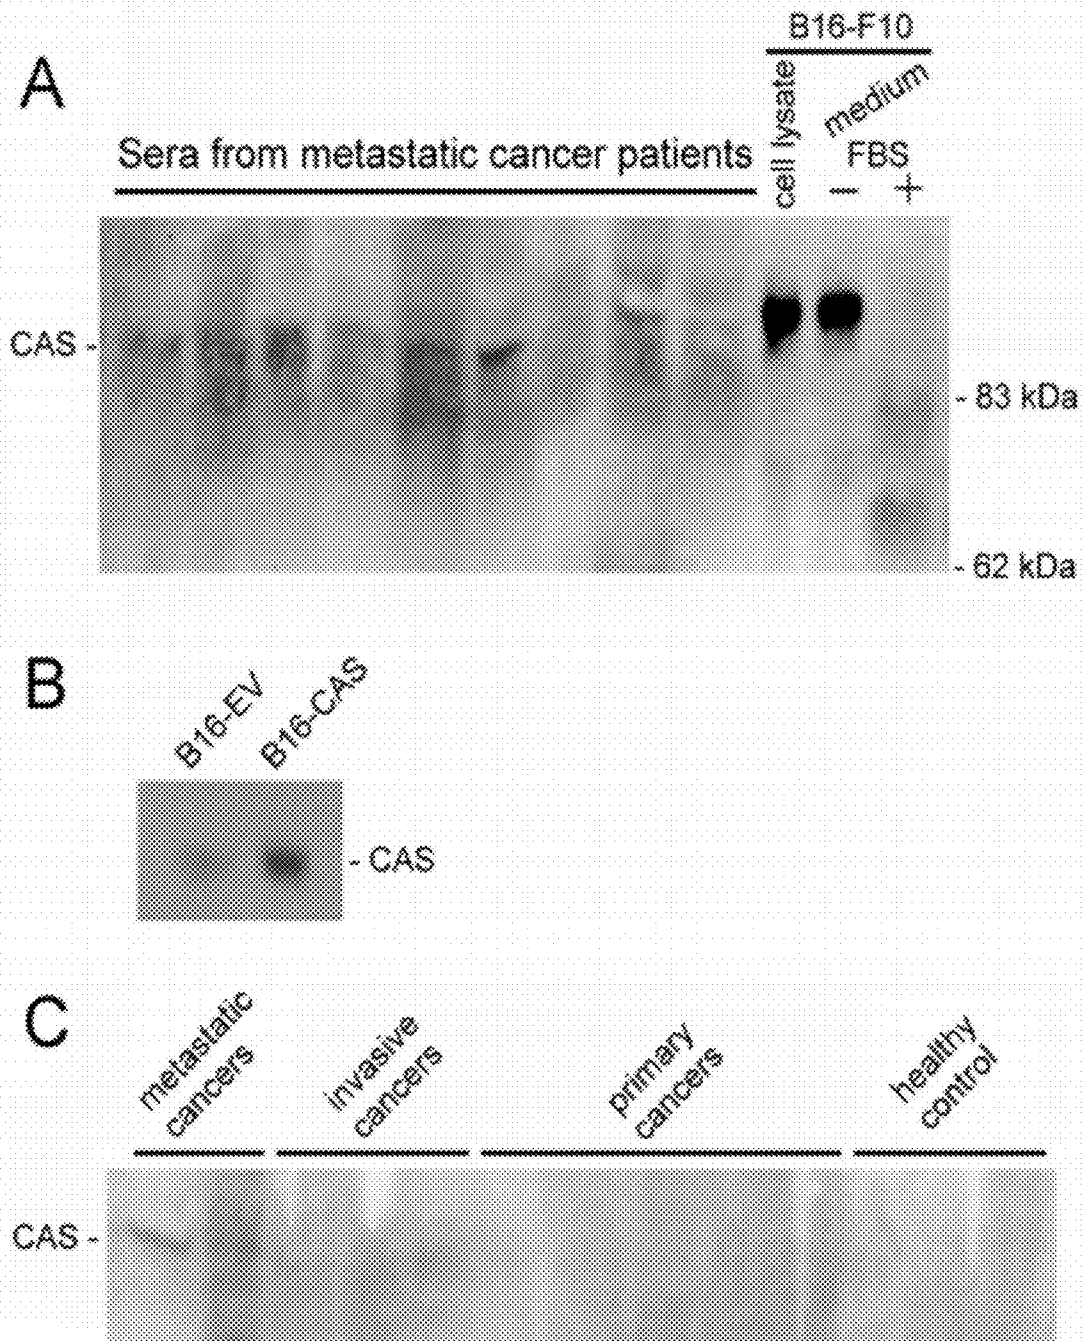 A
B16-F10
cell lysate
medium
Sera from metastatic cancer patients
FBS
− +
CAS -
- 83 kDa
- 62 kDa
B
B16-EV
B16-CAS
- CAS
C
metastatic
cancers
invasive
cancers
primary
cancers
healthy
control
CAS -